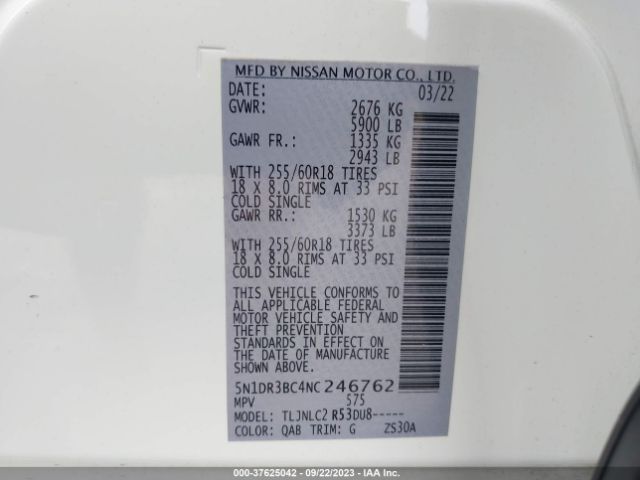 MFD BY NISSAN MOTOR CO., LTD.
DATE: 03/22
GVWR: 2676 KG
5900 LB
GAWR FR.: 1335 KG
2943 LB
WITH 255/60R18 TIRES
18 X 8.0 RIMS AT 33 PSI
COLD SINGLE
GAWR RR.: 1530 KG
3373 LB
WITH 255/60R18 TIRES
18 X 8.0 RIMS AT 33 PSI
COLD SINGLE
THIS VEHICLE CONFORMS TO
ALL APPLICABLE FEDERAL
MOTOR VEHICLE SAFETY AND
THEFT PREVENTION
STANDARDS IN EFFECT ON
THE DATE OF MANUFACTURE
SHOWN ABOVE.
5N1DR3BC4NC246762
MPV 575
MODEL: TLJNLC2 R53DU8-----
COLOR: QAB TRIM: G ZS30A
000-37625042 - 09/22/2023 - IAA Inc.